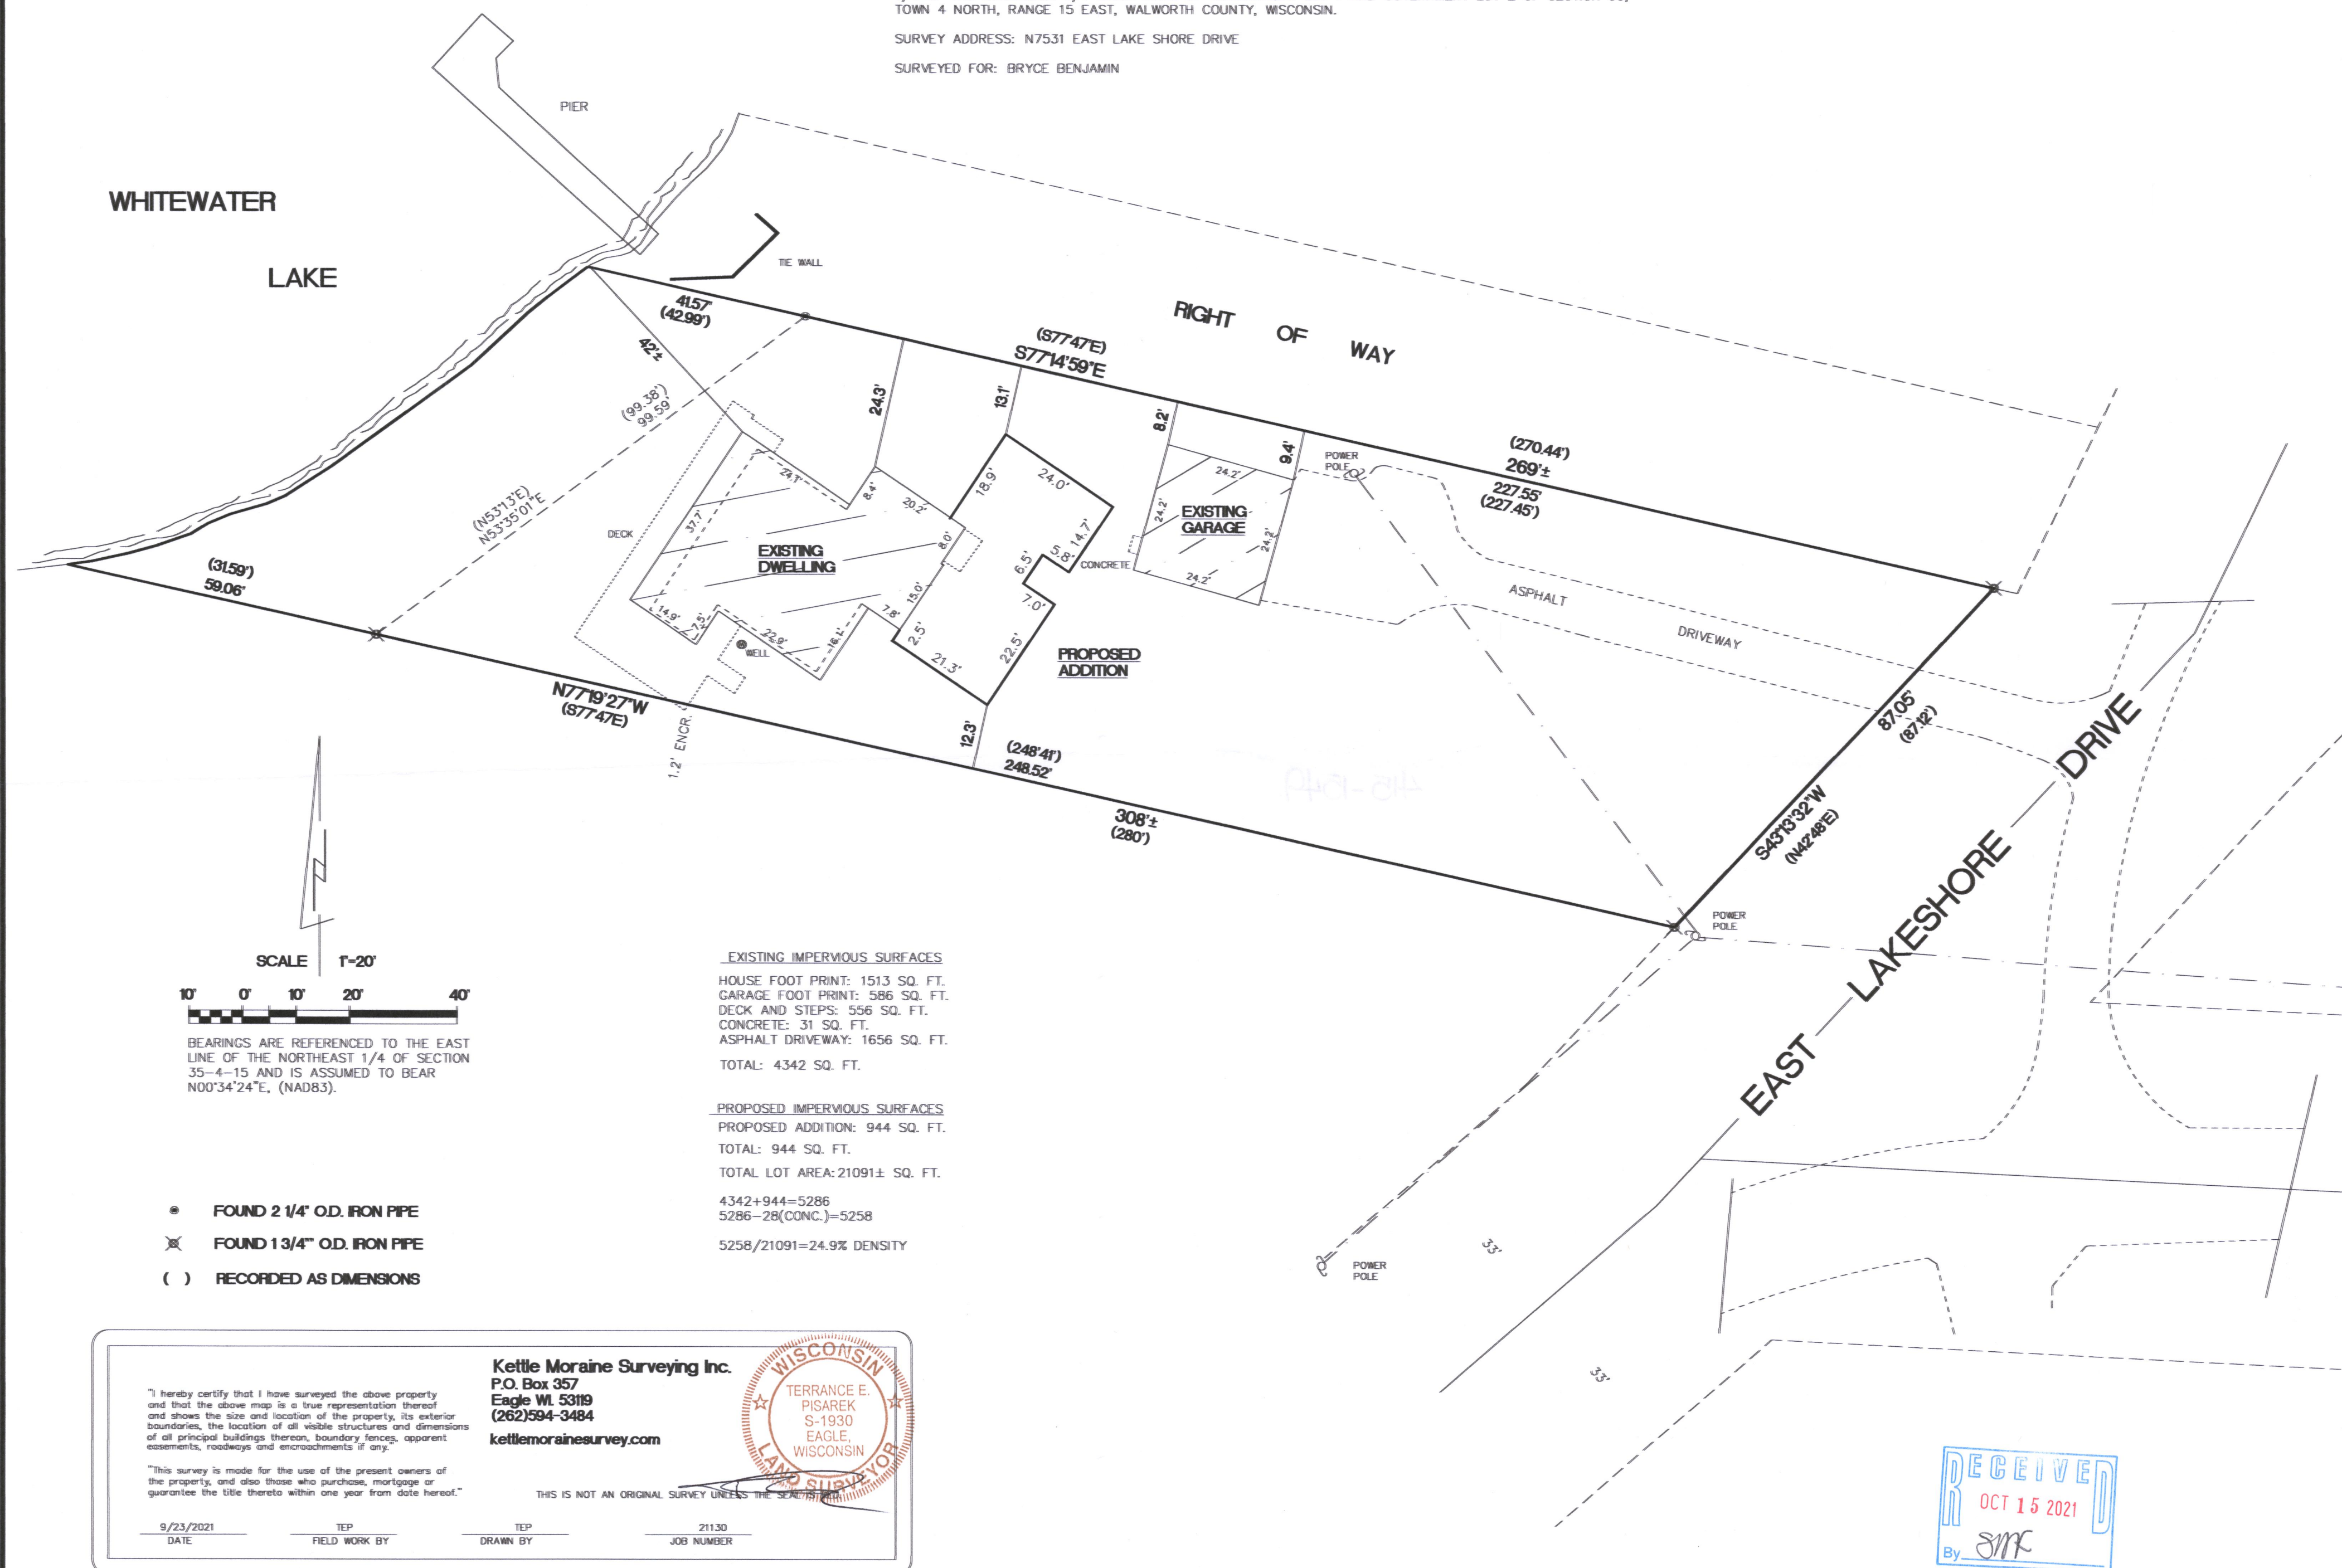 TOWN 4 NORTH, RANGE 15 EAST, WALWORTH COUNTY, WISCONSIN.
SURVEY ADDRESS: N7531 EAST LAKE SHORE DRIVE
SURVEYED FOR: BRYCE BENJAMIN
PIER
WHITEWATER
LAKE
TIE WALL
41.57'
(42.99')
42'±
RIGHT OF WAY
(S77°47'E)
S77°14'59"E
24.3'
13.1'
8.2'
9.4'
(99.38')
99.59'
(N53°13'E)
N53°35'01"E
POWER
POLE
(270.44')
269'±
227.55'
(227.45')
24.1'
8.4'
20.2'
37.7'
DECK
EXISTING
DWELLING
8.0'
15.0'
7.8'
14.9'
7.5'
22.9'
16.1'
WELL
18.9'
24.0'
14.7'
5.8'
6.5'
7.0'
22.5'
2.5'
21.3'
CONCRETE
24.2'
24.2'
EXISTING
GARAGE
24.2'
24.2'
PROPOSED
ADDITION
ASPHALT
DRIVEWAY
(31.59')
59.06'
N77°19'27"W
(S77°47E)
1.2' ENCR.
12.3'
(248'.41')
248.52'
308'±
(280')
87.05'
(87.12')
S43°13'32"W
(N42°48'E)
EAST LAKESHORE DRIVE
POWER
POLE
POWER
POLE
33'
33'
SCALE 1"=20'
10' 0' 10' 20' 40'
BEARINGS ARE REFERENCED TO THE EAST
LINE OF THE NORTHEAST 1/4 OF SECTION
35-4-15 AND IS ASSUMED TO BEAR
N00°34'24"E, (NAD83).
FOUND 2 1/4" O.D. IRON PIPE
FOUND 1 3/4"" O.D. IRON PIPE
( ) RECORDED AS DIMENSIONS
EXISTING IMPERVIOUS SURFACES
HOUSE FOOT PRINT: 1513 SQ. FT.
GARAGE FOOT PRINT: 586 SQ. FT.
DECK AND STEPS: 556 SQ. FT.
CONCRETE: 31 SQ. FT.
ASPHALT DRIVEWAY: 1656 SQ. FT.
TOTAL: 4342 SQ. FT.
PROPOSED IMPERVIOUS SURFACES
PROPOSED ADDITION: 944 SQ. FT.
TOTAL: 944 SQ. FT.
TOTAL LOT AREA: 21091± SQ. FT.
4342+944=5286
5286-28(CONC.)=5258
5258/21091=24.9% DENSITY
"I hereby certify that I have surveyed the above property
and that the above map is a true representation thereof
and shows the size and location of the property, its exterior
boundaries, the location of all visible structures and dimensions
of all principal buildings thereon, boundary fences, apparent
easements, roadways and encroachments if any."
"This survey is made for the use of the present owners of
the property, and also those who purchase, mortgage or
guarantee the title thereto within one year from date hereof."
Kettle Moraine Surveying Inc.
P.O. Box 357
Eagle WI. 53119
(262)594-3484
kettlemorainesurvey.com
WISCONSIN
TERRANCE E.
PISAREK
S-1930
EAGLE,
WISCONSIN
LAND SURVEYOR
THIS IS NOT AN ORIGINAL SURVEY UNLESS THE SEAL IS RED.
9/23/2021 TEP TEP 21130
DATE FIELD WORK BY DRAWN BY JOB NUMBER
RECEIVED
OCT 15 2021
By SMK